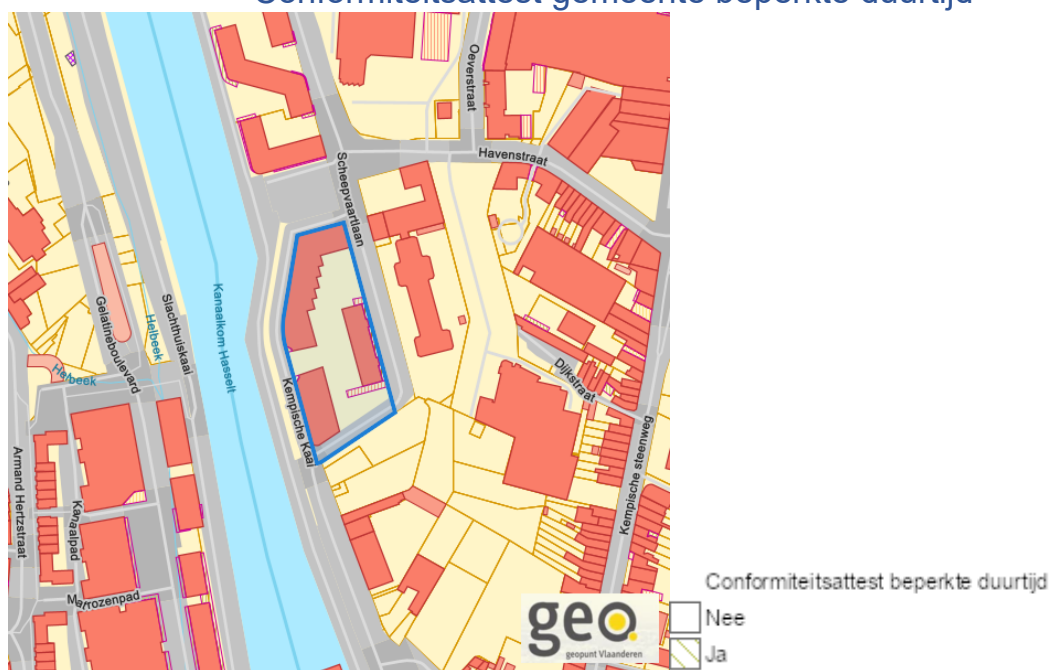 Conformiteitsattest gemeente beperkte duurtijd
Oeverstraat
Havenstraat
Scheepvaartlaan
Kanaalkom Hasselt
Slachthuiskaai
Gelatineboulevard
Helbeek
Helbeek
Kempische Kaai
Dijkstraat
Kempische steenweg
Armand Hertzstraat
Kanaalpad
Matrozenpad
geo.
geopunt Vlaanderen
Conformiteitsattest beperkte duurtijd
Nee
Ja